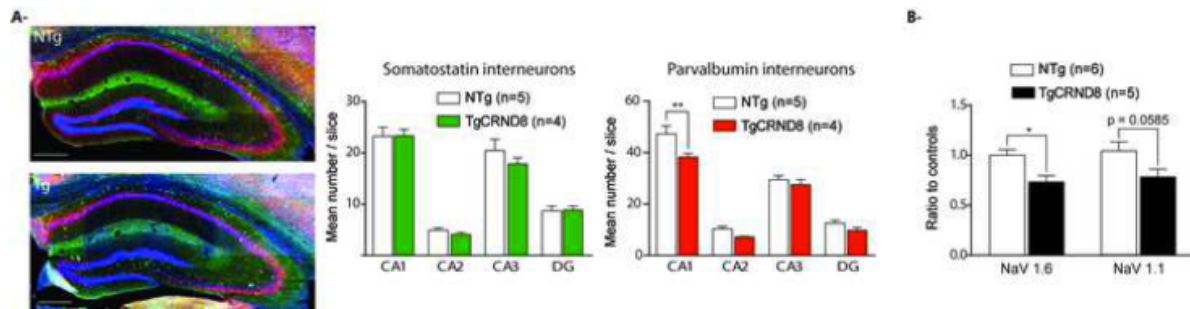 A-
NTg
Tg
Somatostatin interneurons
NTg (n=5)
TgCRND8 (n=4)
Mean number / slice
30
20
10
CA1 CA2 CA3 DG
Parvalbumin interneurons
NTg (n=5)
TgCRND8 (n=4)
**
Mean number / slice
60
40
20
0
CA1 CA2 CA3 DG
B-
NTg (n=6)
TgCRND8 (n=5)
Ratio to controls
1.5
1.0
0.5
0.0
*
p = 0.0585
NaV 1.6 NaV 1.1